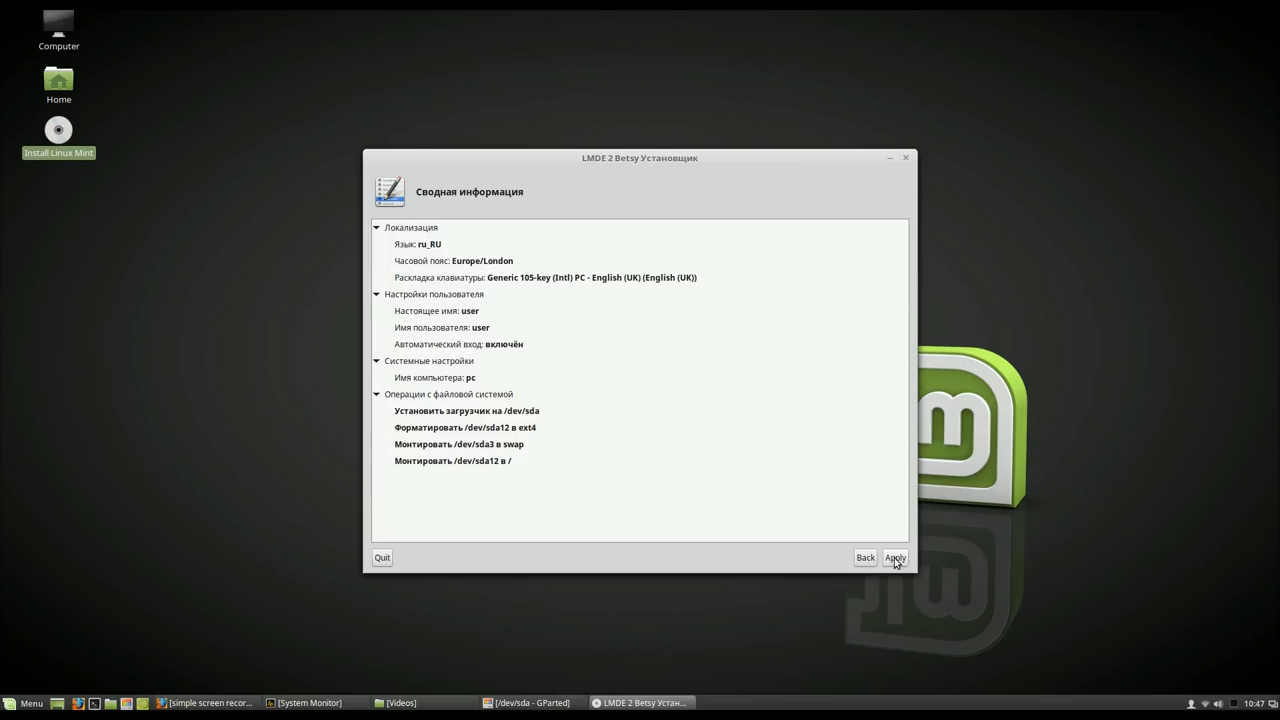 Computer
Home
Install Linux Mint
LMDE 2 Betsy Установщик
Сводная информация
Локализация
Язык: ru_RU
Часовой пояс: Europe/London
Раскладка клавиатуры: Generic 105-key (Intl) PC - English (UK) (English (UK))
Настройки пользователя
Настоящее имя: user
Имя пользователя: user
Автоматический вход: включён
Системные настройки
Имя компьютера: pc
Операции с файловой системой
Установить загрузчик на /dev/sda
Форматировать /dev/sda12 в ext4
Монтировать /dev/sda3 в swap
Монтировать /dev/sda12 в /
Quit
Back
Apply
Menu
[simple screen recor...
[System Monitor]
[Videos]
[/dev/sda - GParted]
LMDE 2 Betsy Устан...
10:47